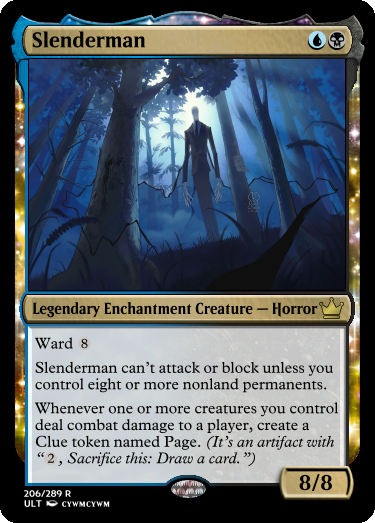 Slenderman
Legendary Enchantment Creature — Horror
Ward 8
Slenderman can't attack or block unless you
control eight or more nonland permanents.
Whenever one or more creatures you control
deal combat damage to a player, create a
Clue token named Page. (It's an artifact with
“2, Sacrifice this: Draw a card.”)
8/8
206/289 R
ULT CYWMCYWM